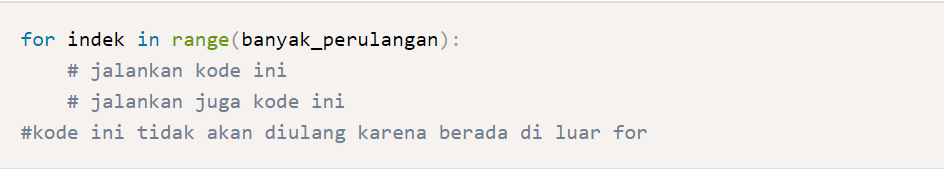 for indek in range(banyak_perulangan):
    # jalankan kode ini
    # jalankan juga kode ini
#kode ini tidak akan diulang karena berada di luar for